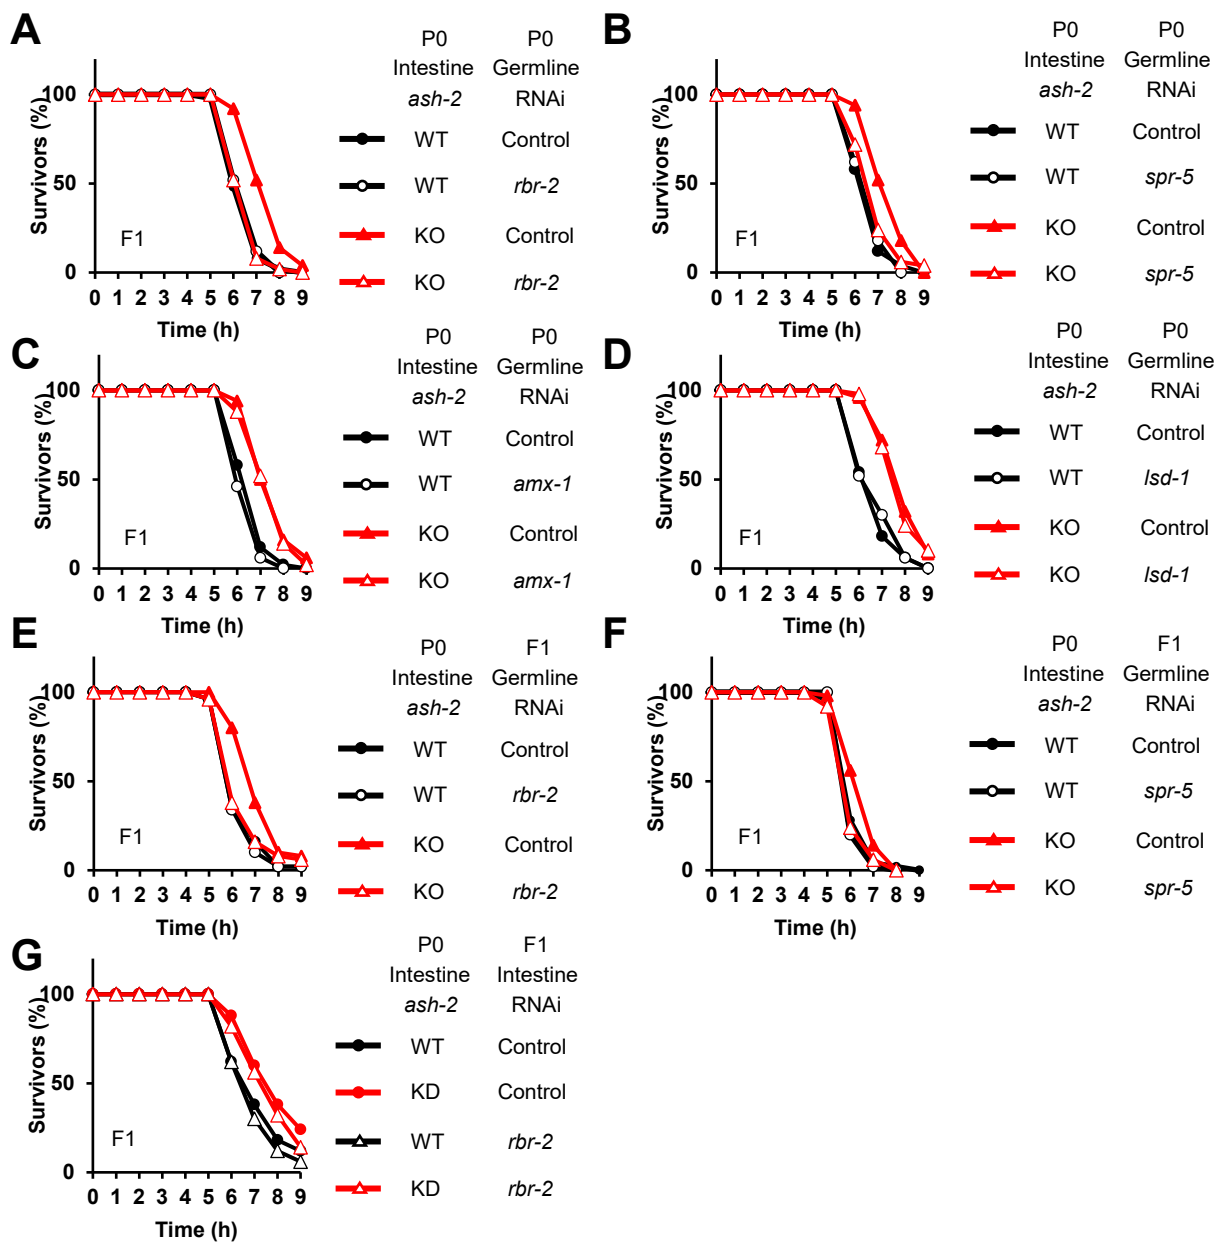 A
P0 P0
Intestine Germline
ash-2 RNAi
WT Control
WT rbr-2
KO Control
KO rbr-2
Survivors (%)
100
50
0
F1
0 1 2 3 4 5 6 7 8 9
Time (h)
B
P0 P0
Intestine Germline
ash-2 RNAi
WT Control
WT spr-5
KO Control
KO spr-5
Survivors (%)
100
50
0
F1
0 1 2 3 4 5 6 7 8 9
Time (h)
C
P0 P0
Intestine Germline
ash-2 RNAi
WT Control
WT amx-1
KO Control
KO amx-1
Survivors (%)
100
50
0
F1
0 1 2 3 4 5 6 7 8 9
Time (h)
D
P0 P0
Intestine Germline
ash-2 RNAi
WT Control
WT lsd-1
KO Control
KO lsd-1
Survivors (%)
100
50
0
F1
0 1 2 3 4 5 6 7 8 9
Time (h)
E
P0 F1
Intestine Germline
ash-2 RNAi
WT Control
WT rbr-2
KO Control
KO rbr-2
Survivors (%)
100
50
0
F1
0 1 2 3 4 5 6 7 8 9
Time (h)
F
P0 F1
Intestine Germline
ash-2 RNAi
WT Control
WT spr-5
KO Control
KO spr-5
Survivors (%)
100
50
0
F1
0 1 2 3 4 5 6 7 8 9
Time (h)
G
P0 F1
Intestine Intestine
ash-2 RNAi
WT Control
KD Control
WT rbr-2
KD rbr-2
Survivors (%)
100
50
0
F1
0 1 2 3 4 5 6 7 8 9
Time (h)